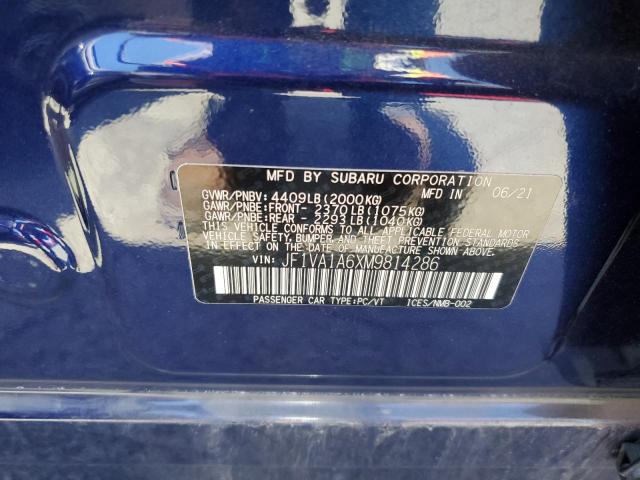 MFD BY SUBARU CORPORATION
GVWR/PNBV: 4409LB(2000KG) MFD IN 06/21
GAWR/PNBE:FRONT- 2370LB(1075KG)
GAWR/PNBE:REAR - 2293LB(1040KG)
THIS VEHICLE CONFORMS TO ALL APPLICABLE FEDERAL MOTOR
VEHICLE SAFETY, BUMPER, AND THEFT PREVENTION STANDARDS
IN EFFECT ON THE DATE OF MANUFACTURE SHOWN ABOVE.
VIN: JF1VA1A6XM9814286
PASSENGER CAR TYPE:PC/VT ICES/NMB-002